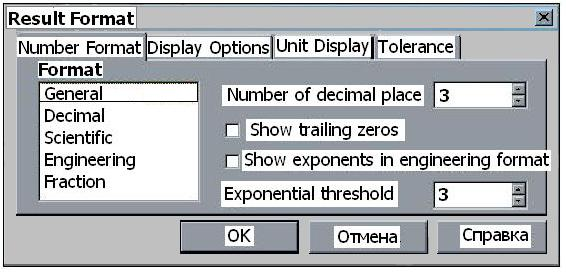 Result Format
Number Format Display Options Unit Display Tolerance
Format
General
Decimal
Scientific
Engineering
Fraction
Number of decimal place 3
Show trailing zeros
Show exponents in engineering format
Exponential threshold 3
OK Отмена Справка